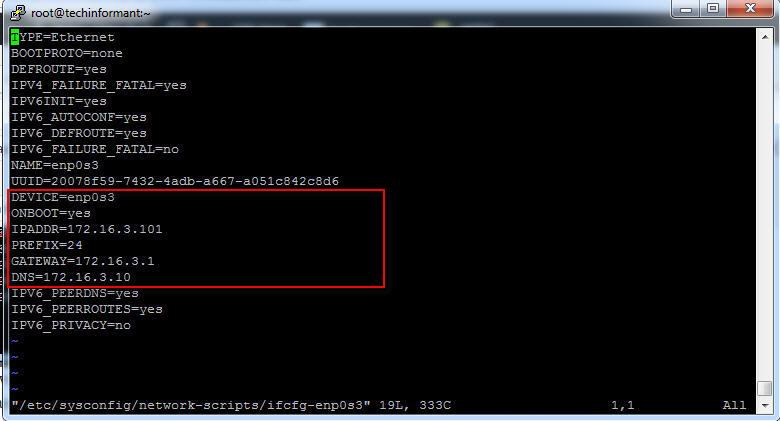 root@techinformant:~
TYPE=Ethernet
BOOTPROTO=none
DEFROUTE=yes
IPV4_FAILURE_FATAL=yes
IPV6INIT=yes
IPV6_AUTOCONF=yes
IPV6_DEFROUTE=yes
IPV6_FAILURE_FATAL=no
NAME=enp0s3
UUID=20078f59-7432-4adb-a667-a051c842c8d6
DEVICE=enp0s3
ONBOOT=yes
IPADDR=172.16.3.101
PREFIX=24
GATEWAY=172.16.3.1
DNS=172.16.3.10
IPV6_PEERDNS=yes
IPV6_PEERROUTES=yes
IPV6_PRIVACY=no
~
~
~
~
"/etc/sysconfig/network-scripts/ifcfg-enp0s3" 19L, 333C 1,1 All